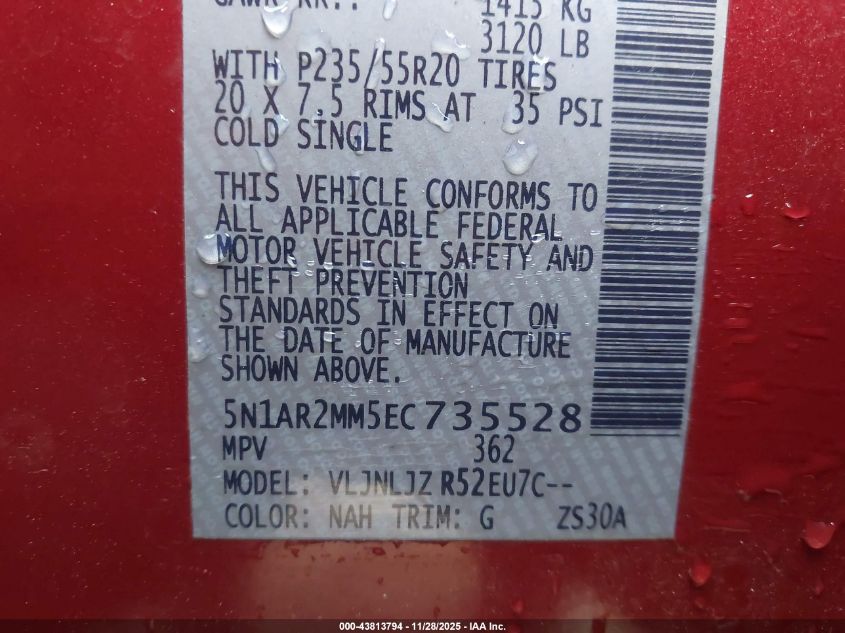 GAWR RR.: 1415 KG
3120 LB
WITH P235/55R20 TIRES
20 X 7.5 RIMS AT 35 PSI
COLD SINGLE
THIS VEHICLE CONFORMS TO
ALL APPLICABLE FEDERAL
MOTOR VEHICLE SAFETY AND
THEFT PREVENTION
STANDARDS IN EFFECT ON
THE DATE OF MANUFACTURE
SHOWN ABOVE.
5N1AR2MM5EC735528
MPV 362
MODEL: VLJNLJZ R52EU7C--
COLOR: NAH TRIM: G ZS30A
000-43813794 - 11/28/2025 - IAA Inc.